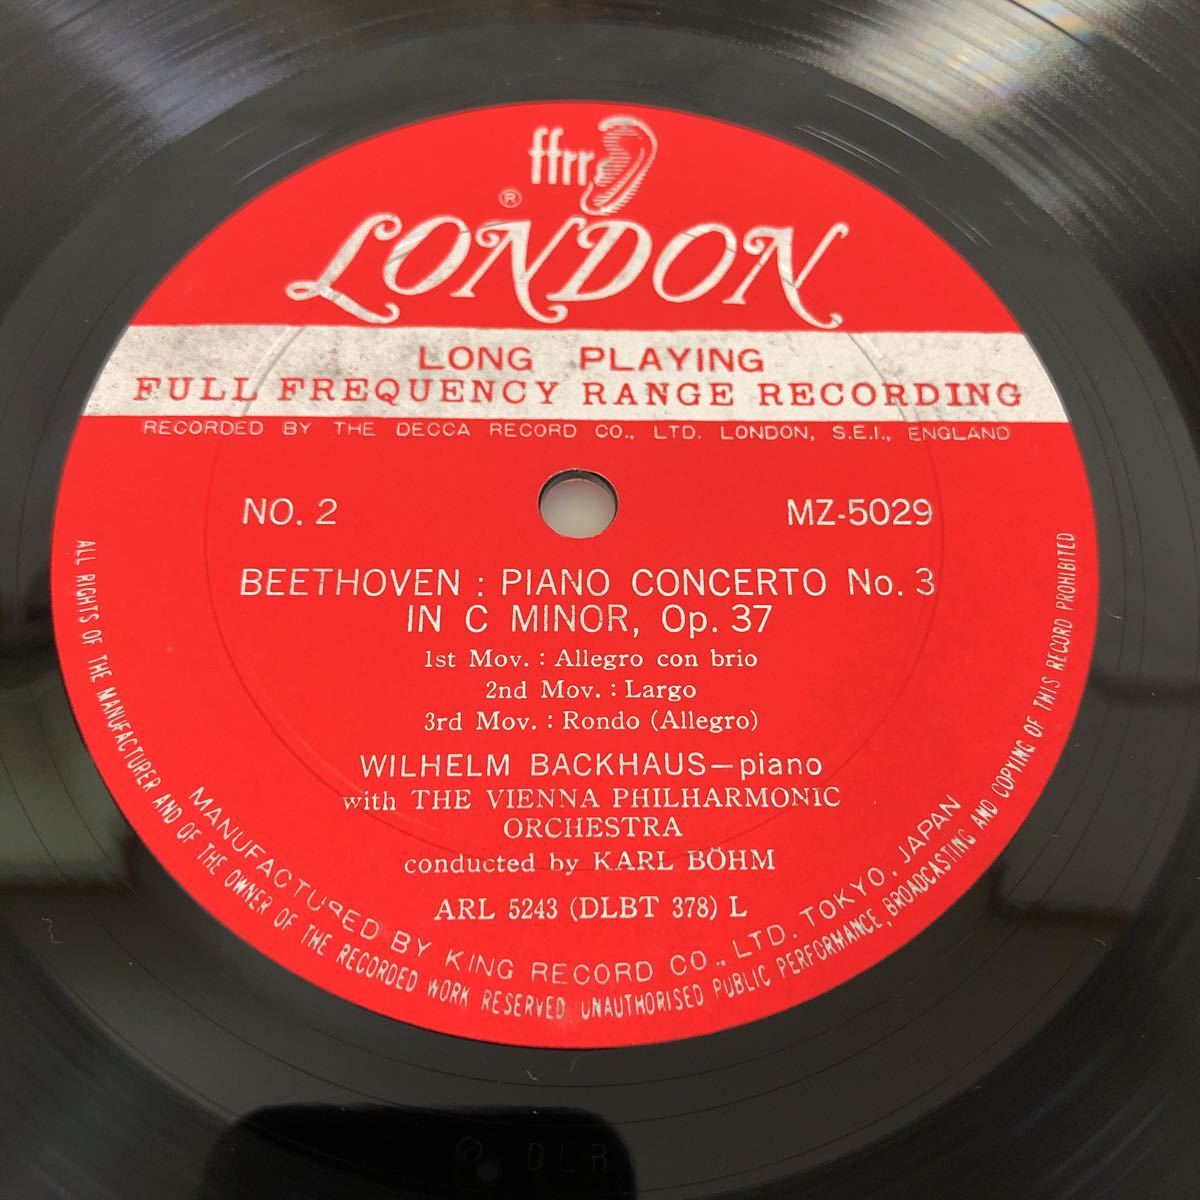 ffrr
®
LONDON
LONG PLAYING
FULL FREQUENCY RANGE RECORDING
RECORDED BY THE DECCA RECORD CO., LTD. LONDON, S.E.I., ENGLAND
NO. 2 MZ-5029
BEETHOVEN : PIANO CONCERTO No. 3
IN C MINOR, Op. 37
1st Mov. : Allegro con brio
2nd Mov. : Largo
3rd Mov. : Rondo (Allegro)
WILHELM BACKHAUS—piano
with THE VIENNA PHILHARMONIC
ORCHESTRA
conducted by KARL BÖHM
ARL 5243 (DLBT 378) L
MANUFACTURED BY KING RECORD CO., LTD. TOKYO, JAPAN
ALL RIGHTS OF THE MANUFACTURER AND OF THE OWNER OF THE RECORDED WORK RESERVED. UNAUTHORISED PUBLIC PERFORMANCE, BROADCASTING AND COPYING OF THIS RECORD PROHIBITED
DLB